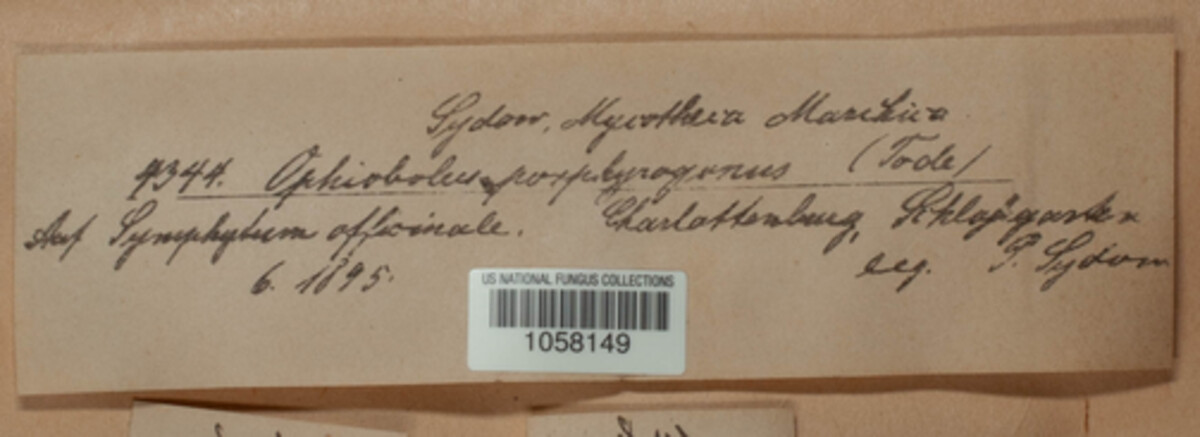 Sydow, Mycotheca Marchica
4344. Ophiobolus porphyrogonus (Tode)
Auf Symphytum officinale. Charlottenburg, Schloßgarten
6. 1895. leg. P. Sydow
US NATIONAL FUNGUS COLLECTIONS
1058149